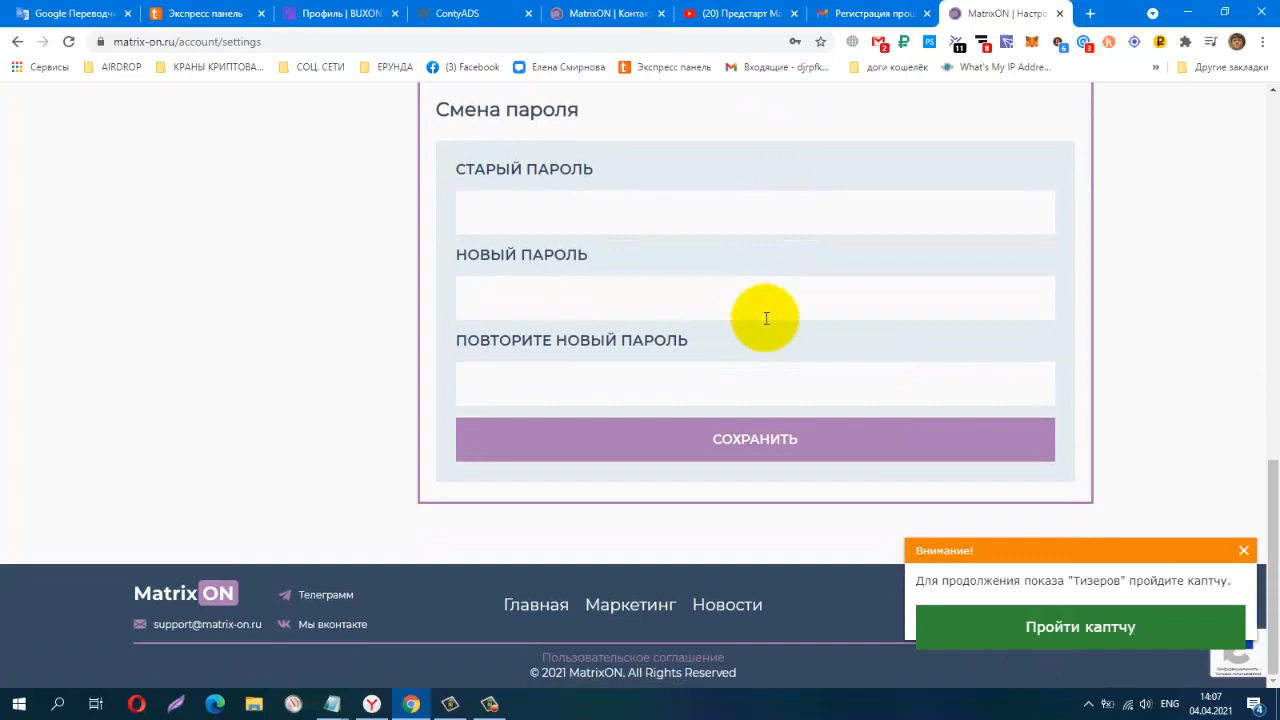 Google Переводч
Экспресс панель
Профиль | BUXON
ContyADS
MatrixON | Контак
(20) Предстарт Ма
Регистрация прош
MatrixON | Настро
matrix-on.ru/account/settings
Сервисы
AIRDROP
КРАНЫ КРИПТОВА...
СОЦ. СЕТИ
ЕРУНДА
(3) Facebook
Елена Смирнова
Экспресс панель
Входящие - djrpfk...
доги кошелёк
What's My IP Addre...
Другие закладки
Смена пароля
СТАРЫЙ ПАРОЛЬ
НОВЫЙ ПАРОЛЬ
ПОВТОРИТЕ НОВЫЙ ПАРОЛЬ
СОХРАНИТЬ
Внимание!
Для продолжения показа "Тизеров" пройдите каптчу.
Пройти каптчу
MatrixON
Телеграмм
support@matrix-on.ru
Мы вконтакте
Главная Маркетинг Новости
Пользовательское соглашение
© 2021 MatrixON. All Rights Reserved
ENG
14:07
04.04.2021